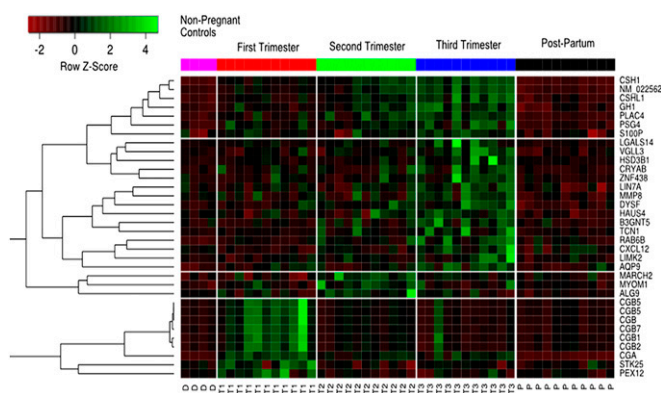 -2 0 2 4
Row Z-Score
Non-Pregnant
Controls
First Trimester
Second Trimester
Third Trimester
Post-Partum
CSH1
NM_022562
CSHL1
GH1
PLAC4
PSG4
S100P
LGALS14
VGLL3
HSD3B1
CRYAB
ZNF438
LIN7A
MMP8
DYSF
HAUS4
B3GNT5
TCN1
RAB6B
CXCL12
LIMK2
AQP9
MARCH2
MYOM1
ALG9
CGB5
CGB5
CGB
CGB7
CGB1
CGB2
CGA
STK25
PEX12
D D D D T1 T1 T1 T1 T1 T1 T1 T1 T1 T1 T1 T2 T2 T2 T2 T2 T2 T2 T2 T2 T2 T2 T3 T3 T3 T3 T3 T3 T3 T3 T3 T3 T3 P P P P P P P P P P P